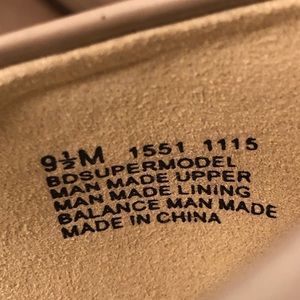 9½M 1551 1115
BDSUPERMODEL
MAN MADE UPPER
MAN MADE LINING
BALANCE MAN MADE
MADE IN CHINA